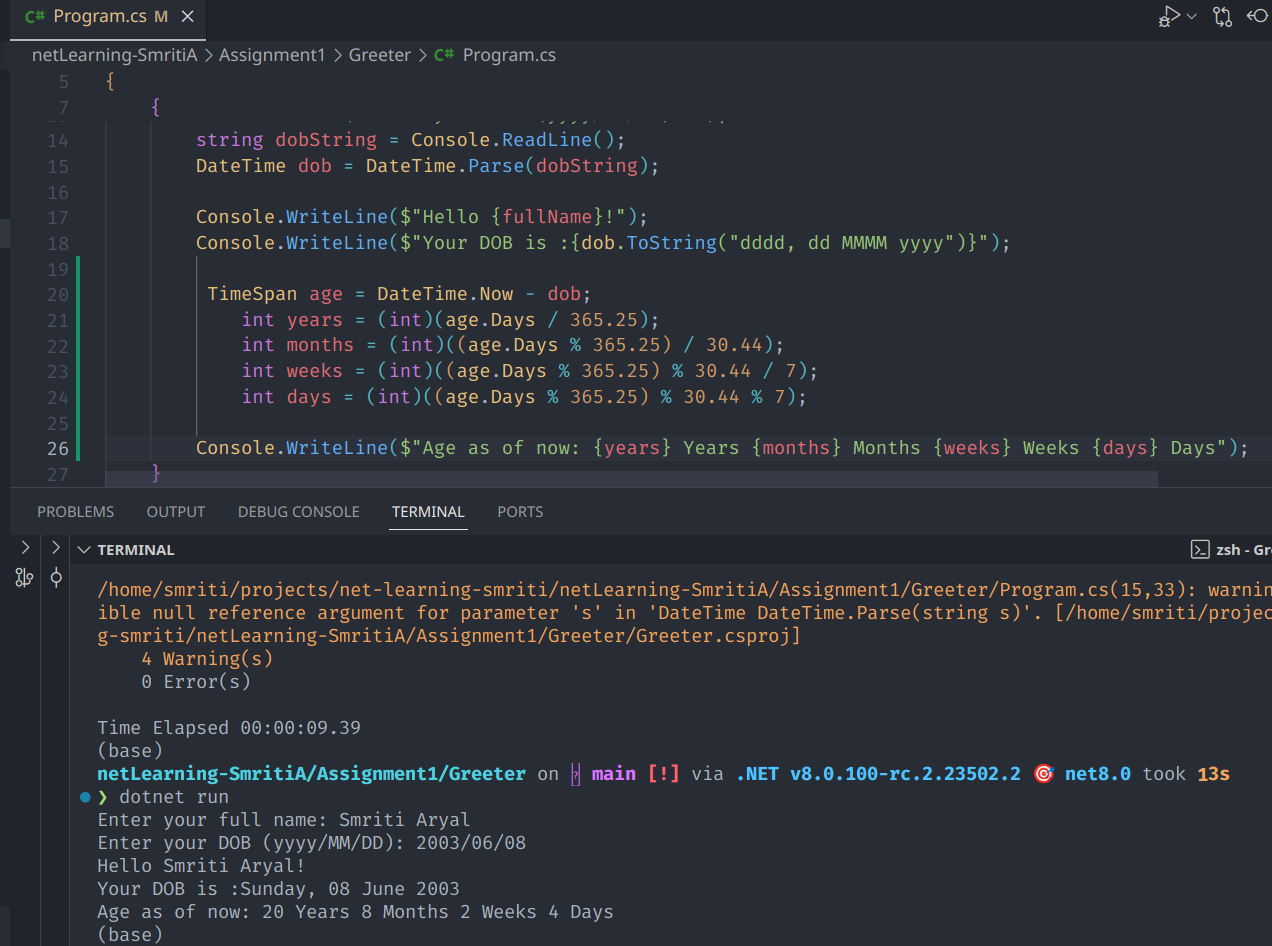 C# Program.cs M
netLearning-SmritiA > Assignment1 > Greeter > C# Program.cs
5 {
7 {
14 string dobString = Console.ReadLine();
15 DateTime dob = DateTime.Parse(dobString);
16
17 Console.WriteLine($"Hello {fullName}!");
18 Console.WriteLine($"Your DOB is :{dob.ToString("dddd, dd MMMM yyyy")}");
19
20 TimeSpan age = DateTime.Now - dob;
21 int years = (int)(age.Days / 365.25);
22 int months = (int)((age.Days % 365.25) / 30.44);
23 int weeks = (int)((age.Days % 365.25) % 30.44 / 7);
24 int days = (int)((age.Days % 365.25) % 30.44 % 7);
25
26 Console.WriteLine($"Age as of now: {years} Years {months} Months {weeks} Weeks {days} Days");
27 }
PROBLEMS OUTPUT DEBUG CONSOLE TERMINAL PORTS
TERMINAL zsh - Gr
/home/smriti/projects/net-learning-smriti/netLearning-SmritiA/Assignment1/Greeter/Program.cs(15,33): warnin
ible null reference argument for parameter 's' in 'DateTime DateTime.Parse(string s)'. [/home/smriti/projec
g-smriti/netLearning-SmritiA/Assignment1/Greeter/Greeter.csproj]
4 Warning(s)
0 Error(s)
Time Elapsed 00:00:09.39
(base)
netLearning-SmritiA/Assignment1/Greeter on main [!] via .NET v8.0.100-rc.2.23502.2 🎯 net8.0 took 13s
❯ dotnet run
Enter your full name: Smriti Aryal
Enter your DOB (yyyy/MM/DD): 2003/06/08
Hello Smriti Aryal!
Your DOB is :Sunday, 08 June 2003
Age as of now: 20 Years 8 Months 2 Weeks 4 Days
(base)